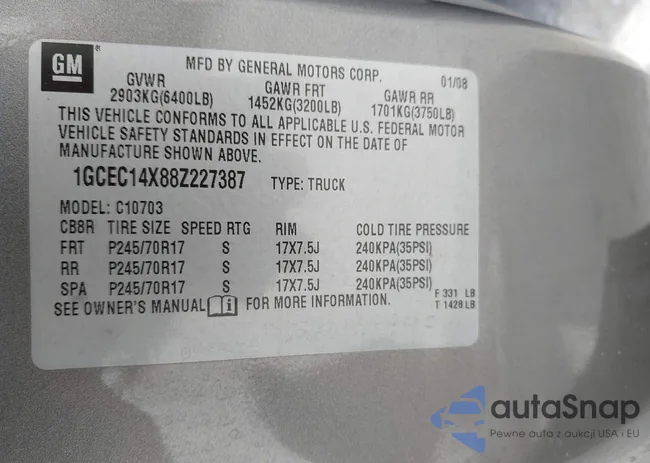 GM
MFD BY GENERAL MOTORS CORP. 01/08
GVWR GAWR FRT GAWR RR
2903KG(6400LB) 1452KG(3200LB) 1701KG(3750LB)
THIS VEHICLE CONFORMS TO ALL APPLICABLE U.S. FEDERAL MOTOR
VEHICLE SAFETY STANDARDS IN EFFECT ON THE DATE OF
MANUFACTURE SHOWN ABOVE.
1GCEC14X88Z227387 TYPE: TRUCK
MODEL: C10703
CB8R TIRE SIZE SPEED RTG RIM COLD TIRE PRESSURE
FRT P245/70R17 S 17X7.5J 240KPA(35PSI)
RR P245/70R17 S 17X7.5J 240KPA(35PSI)
SPA P245/70R17 S 17X7.5J 240KPA(35PSI)
SEE OWNER'S MANUAL i FOR MORE INFORMATION.
F 331 LB
T 1428 LB
autaSnap
Pewne auta z aukcji USA i EU